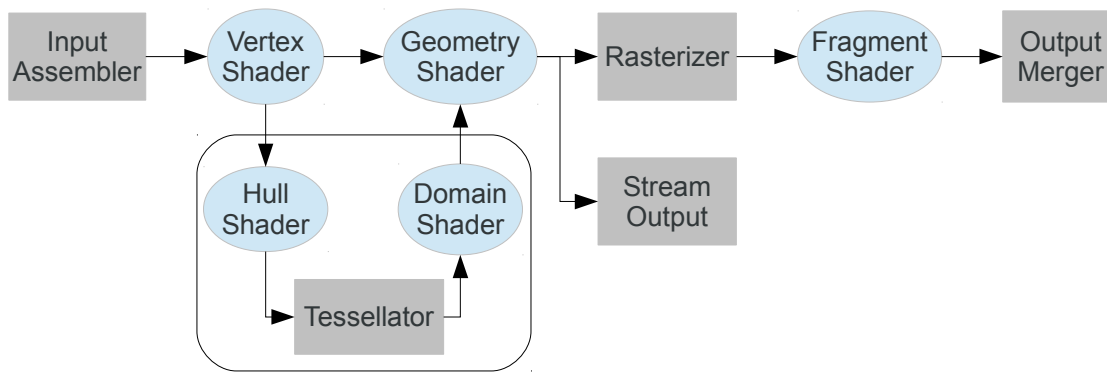 Input
Assembler
Vertex
Shader
Geometry
Shader
Rasterizer
Fragment
Shader
Output
Merger
Hull
Shader
Domain
Shader
Stream
Output
Tessellator